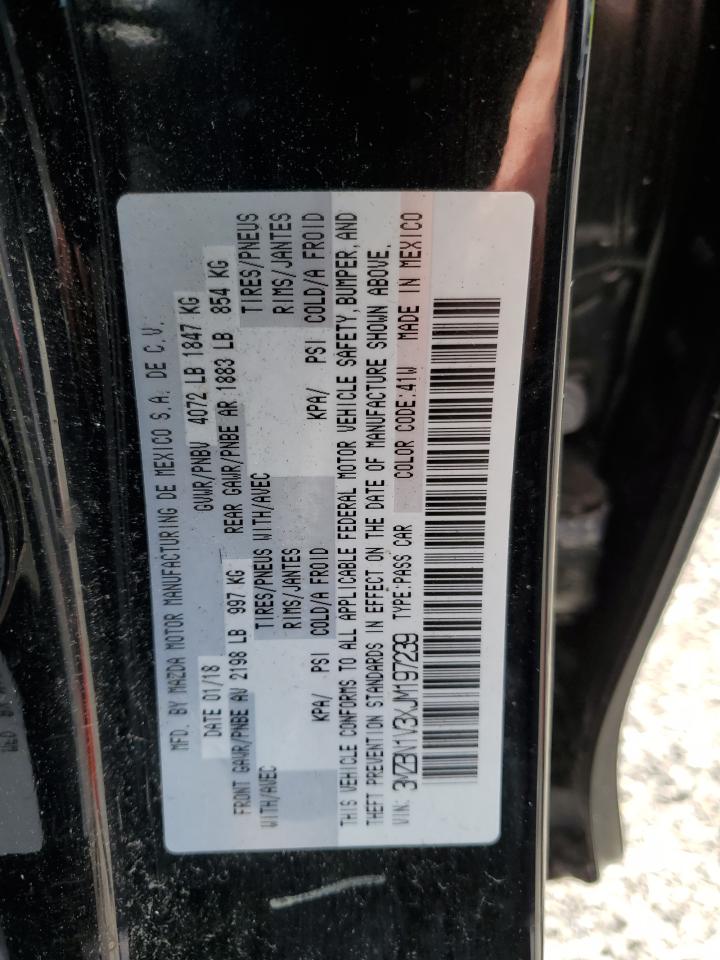 MFD. BY MAZDA MOTOR MANUFACTURING DE MEXICO S.A. DE C.V.
DATE 01/18 GVWR/PNBV 4072 LB 1847 KG
FRONT GAWR/PNBE AV 2198 LB 997 KG REAR GAWR/PNBE AR 1883 LB 854 KG
WITH/AVEC TIRES/PNEUS WITH/AVEC TIRES/PNEUS
RIMS/JANTES RIMS/JANTES
KPA/ PSI COLD/A FROID KPA/ PSI COLD/A FROID
THIS VEHICLE CONFORMS TO ALL APPLICABLE FEDERAL MOTOR VEHICLE SAFETY, BUMPER, AND
THEFT PREVENTION STANDARDS IN EFFECT ON THE DATE OF MANUFACTURE SHOWN ABOVE.
VIN: 3MZBN1V3XJM197239 TYPE:PASS CAR COLOR CODE:41W MADE IN MEXICO